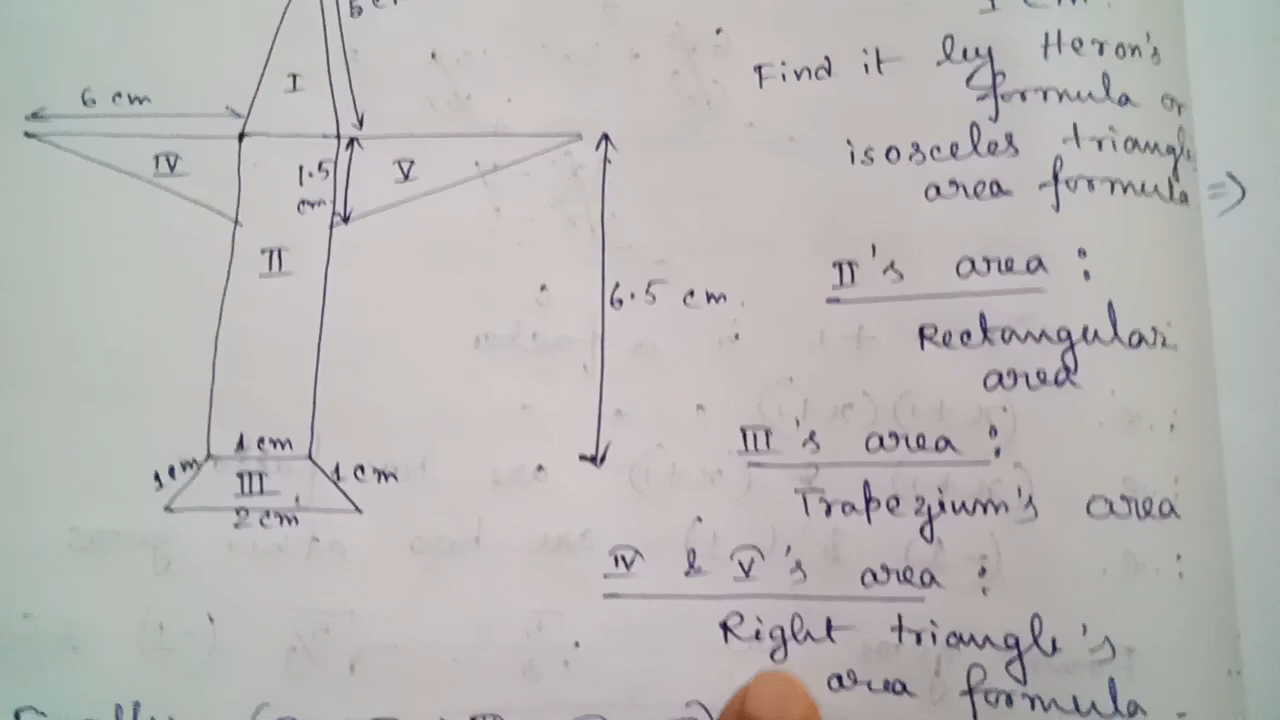 6 cm
I
IV
1.5
cm
V
II
6.5 cm
1 cm
1 cm
III
1 cm
2 cm
Find it by Heron's
formula or
isosceles triangle
area formula ⇒
II's area :
Rectangular
area
III's area :
Trapezium's area
IV & V's area :
Right triangle's
area formula